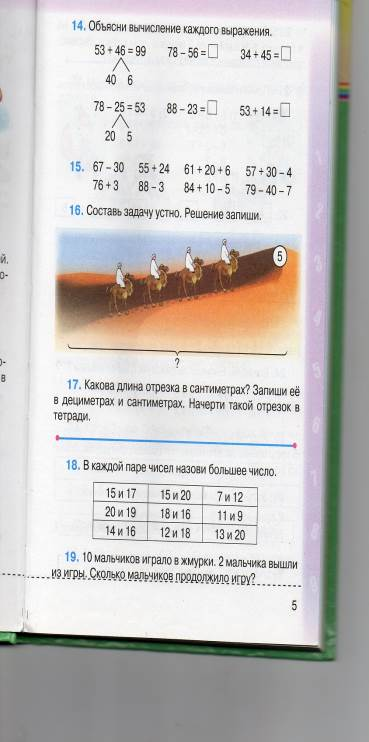 14. Объясни вычисление каждого выражения.
53 + 46 = 99 78 – 56 = □ 34 + 45 = □
40 6
78 – 25 = 53 88 – 23 = □ 53 + 14 = □
20 5
15. 67 – 30 55 + 24 61 + 20 + 6 57 + 30 – 4
76 + 3 88 – 3 84 + 10 – 5 79 – 40 – 7
16. Составь задачу устно. Решение запиши.
5
?
17. Какова длина отрезка в сантиметрах? Запиши её
в дециметрах и сантиметрах. Начерти такой отрезок в
тетради.
18. В каждой паре чисел назови большее число.
15 и 17 15 и 20 7 и 12
20 и 19 18 и 16 11 и 9
14 и 16 12 и 18 13 и 20
19. 10 мальчиков играло в жмурки. 2 мальчика вышли
из игры. Сколько мальчиков продолжило игру?
5